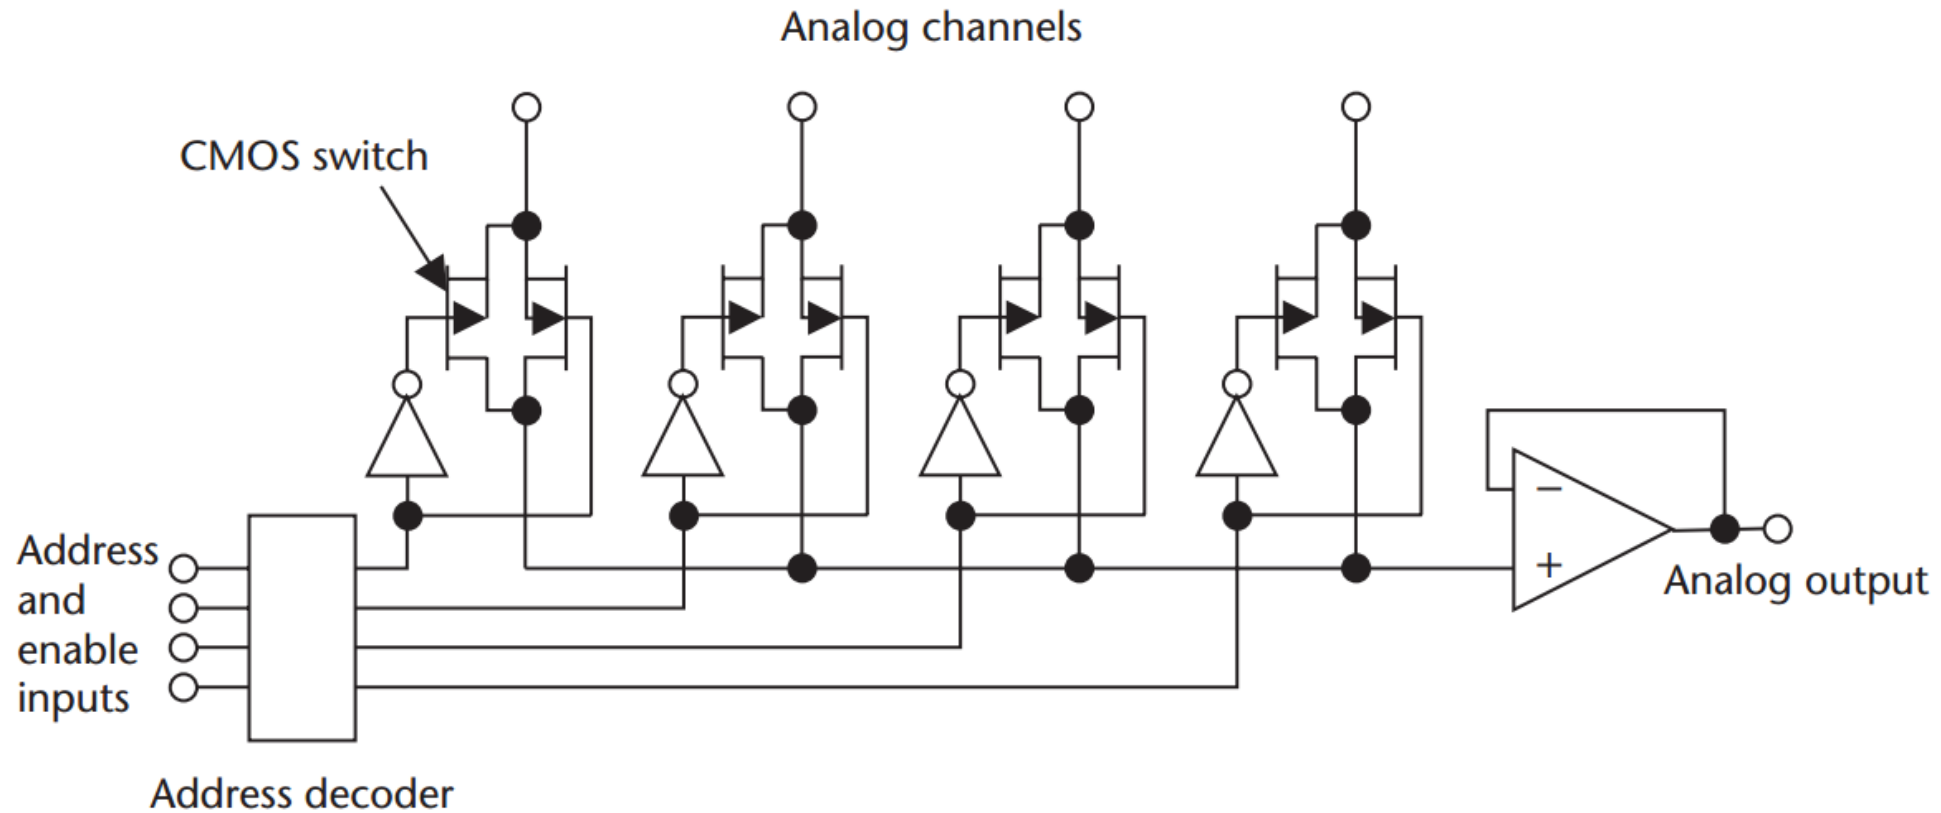 Analog channels
CMOS switch
Address
and
enable
inputs
−
+
Analog output
Address decoder